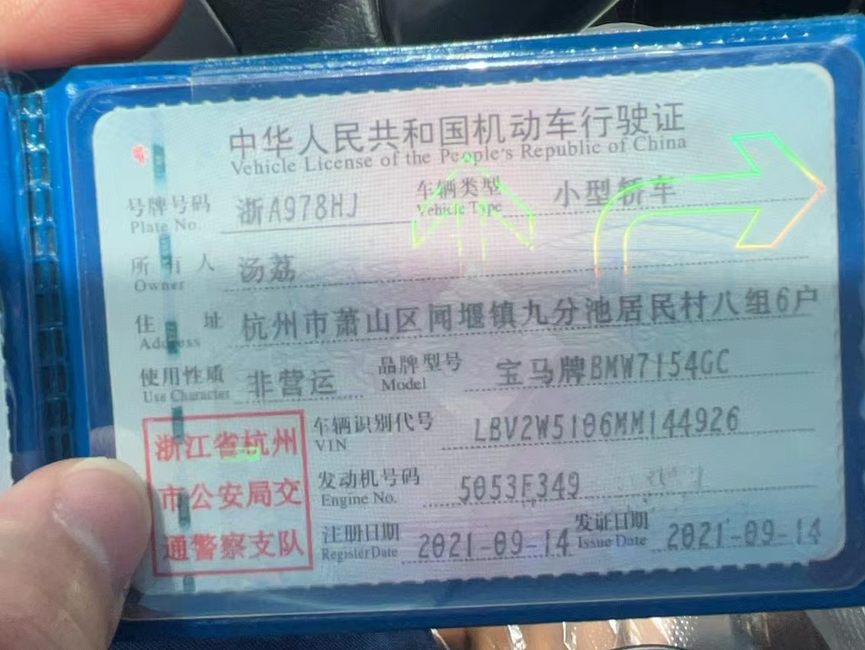 中华人民共和国机动车行驶证
Vehicle License of the People's Republic of China
号牌号码 浙A978HJ 车辆类型 小型轿车
Plate No. Vehicle Type
所有人 汤荔
Owner
住址 杭州市萧山区闻堰镇九分池居民村八组6户
Address
使用性质 非营运 品牌型号 宝马牌BMW7154GC
Use Character Model
浙江省杭州
市公安局交
通警察支队
车辆识别代号 LBV2W5106MM144926
VIN
发动机号码 5053F349
Engine No.
注册日期 2021-09-14 发证日期 2021-09-14
Register Date Issue Date